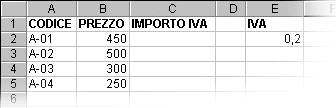 A B C D E
1 CODICE PREZZO IMPORTO IVA IVA
2 A-01 450 0,2
3 A-02 500
4 A-03 300
5 A-04 250
6